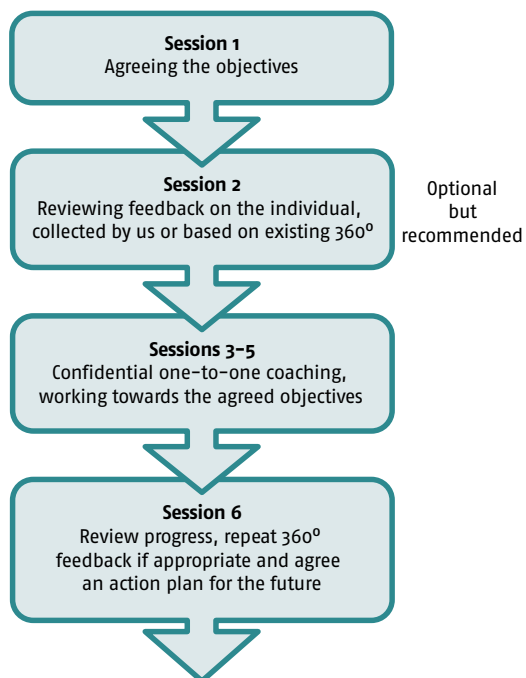 Session 1
Agreeing the objectives
Session 2
Reviewing feedback on the individual,
collected by us or based on existing 360º
Optional
but
recommended
Sessions 3–5
Confidential one–to–one coaching,
working towards the agreed objectives
Session 6
Review progress, repeat 360º
feedback if appropriate and agree
an action plan for the future